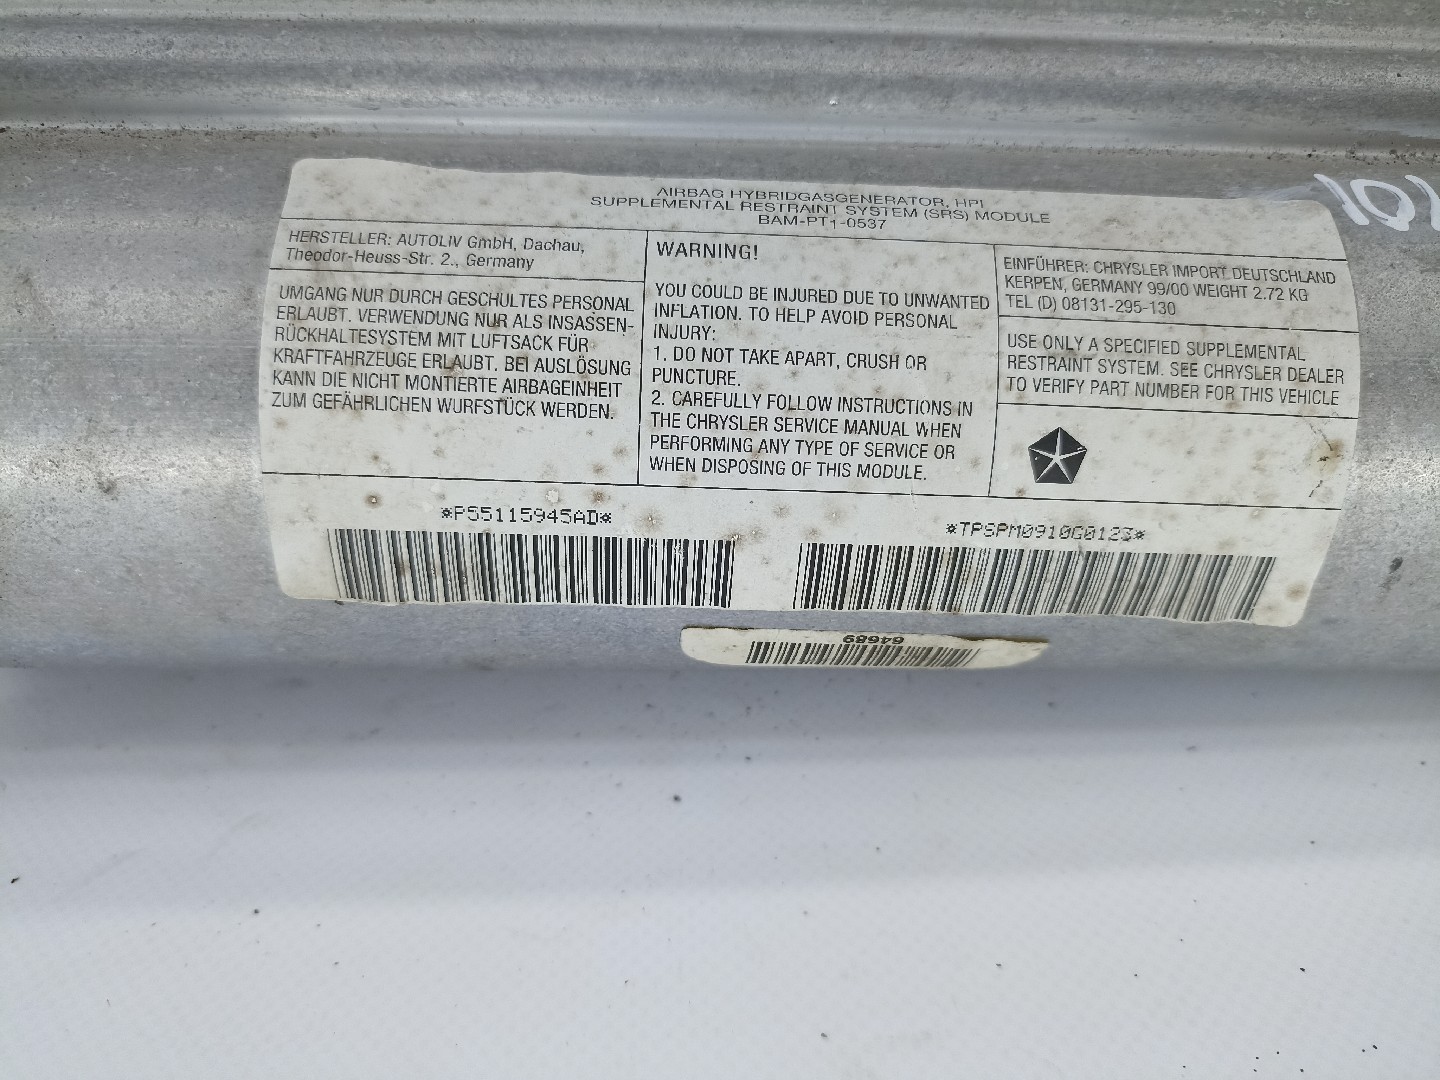 AIRBAG HYBRIDGASGENERATOR, HPI
SUPPLEMENTAL RESTRAINT SYSTEM (SRS) MODULE
BAM-PT1-0537
HERSTELLER: AUTOLIV GmbH, Dachau,
Theodor-Heuss-Str. 2., Germany
UMGANG NUR DURCH GESCHULTES PERSONAL
ERLAUBT. VERWENDUNG NUR ALS INSASSEN-
RÜCKHALTESYSTEM MIT LUFTSACK FÜR
KRAFTFAHRZEUGE ERLAUBT. BEI AUSLÖSUNG
KANN DIE NICHT MONTIERTE AIRBAGEINHEIT
ZUM GEFÄHRLICHEN WURFSTÜCK WERDEN.
WARNING!
YOU COULD BE INJURED DUE TO UNWANTED
INFLATION. TO HELP AVOID PERSONAL
INJURY:
1. DO NOT TAKE APART, CRUSH OR
PUNCTURE.
2. CAREFULLY FOLLOW INSTRUCTIONS IN
THE CHRYSLER SERVICE MANUAL WHEN
PERFORMING ANY TYPE OF SERVICE OR
WHEN DISPOSING OF THIS MODULE.
EINFÜHRER: CHRYSLER IMPORT DEUTSCHLAND
KERPEN, GERMANY 99/00 WEIGHT 2.72 KG
TEL (D) 08131-295-130
USE ONLY A SPECIFIED SUPPLEMENTAL
RESTRAINT SYSTEM. SEE CHRYSLER DEALER
TO VERIFY PART NUMBER FOR THIS VEHICLE
*P55115945AD*
*TPSPM0910G0123*
64689